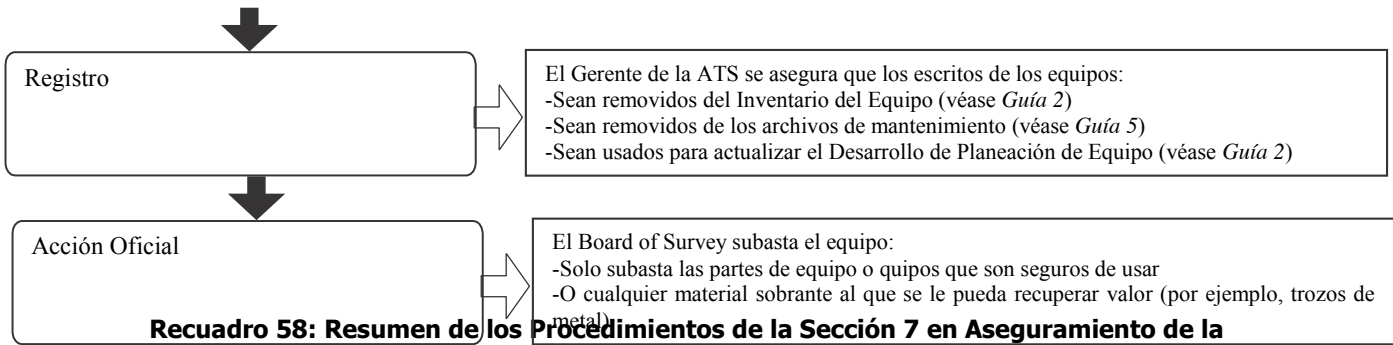 Registro
El Gerente de la ATS se asegura que los escritos de los equipos:
-Sean removidos del Inventario del Equipo (véase Guía 2)
-Sean removidos de los archivos de mantenimiento (véase Guía 5)
-Sean usados para actualizar el Desarrollo de Planeación de Equipo (véase Guía 2)
Acción Oficial
El Board of Survey subasta el equipo:
-Solo subasta las partes de equipo o quipos que son seguros de usar
-O cualquier material sobrante al que se le pueda recuperar valor (por ejemplo, trozos de
metal)
Recuadro 58: Resumen de los Procedimientos de la Sección 7 en Aseguramiento de la